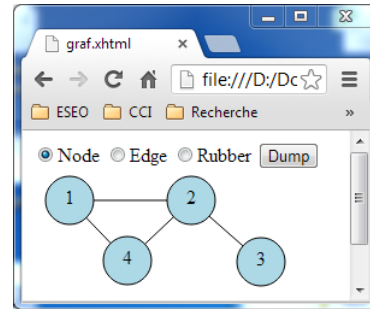 graf.xhtml
file:///D:/Dc
ESEO CCI Recherche »
Node Edge Rubber Dump
1 2
4 3